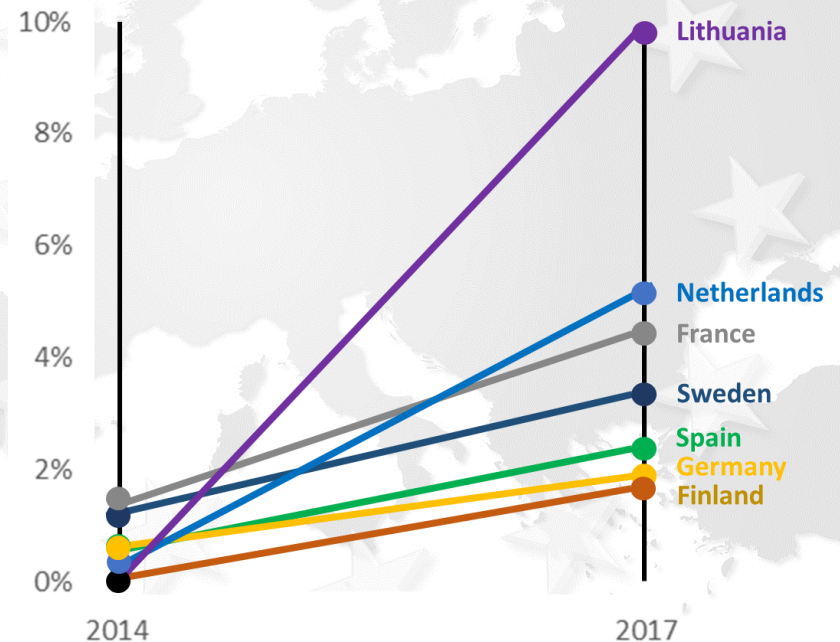 10%
Lithuania
8%
6%
Netherlands
France
4%
Sweden
Spain
2%
Germany
Finland
0%
2014
2017